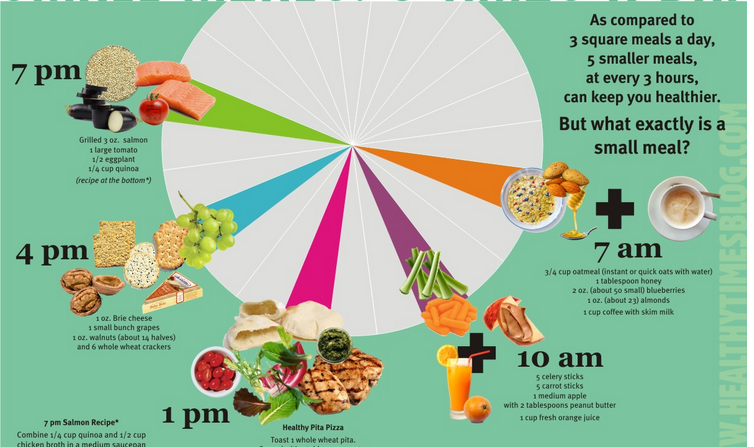 As compared to
3 square meals a day,
5 smaller meals,
at every 3 hours,
can keep you healthier.
But what exactly is a
small meal?
7 pm
Grilled 3 oz. salmon
1 large tomato
1/2 eggplant
1/4 cup quinoa
(recipe at the bottom*)
7 am
3/4 cup oatmeal (instant or quick oats with water)
1 tablespoon honey
2 oz. (about 50 small) blueberries
1 oz. (about 23) almonds
1 cup coffee with skim milk
4 pm
1 oz. Brie cheese
1 small bunch grapes
1 oz. walnuts (about 14 halves)
and 6 whole wheat crackers
10 am
5 celery sticks
5 carrot sticks
1 medium apple
with 2 tablespoons peanut butter
1 cup fresh orange juice
1 pm
Healthy Pita Pizza
Toast 1 whole wheat pita.
7 pm Salmon Recipe*
Combine 1/4 cup quinoa and 1/2 cup
chicken broth in a medium saucepan
HEALTHYTIMESBLOG.COM